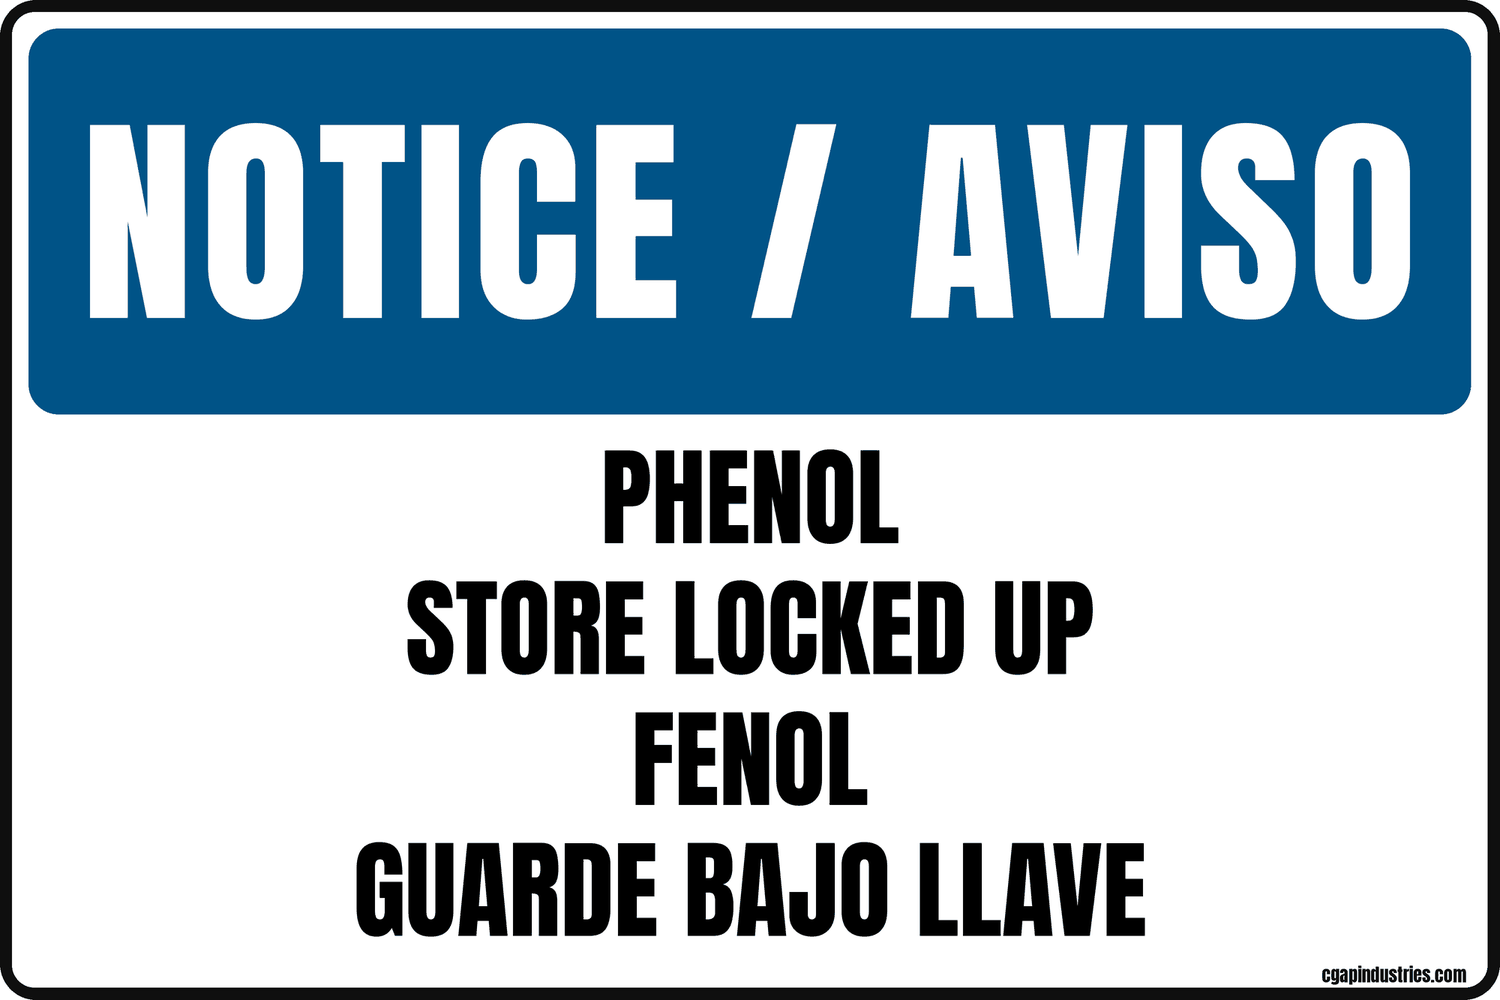 NOTICE / AVISO
PHENOL
STORE LOCKED UP
FENOL
GUARDE BAJO LLAVE
cgapindustries.com